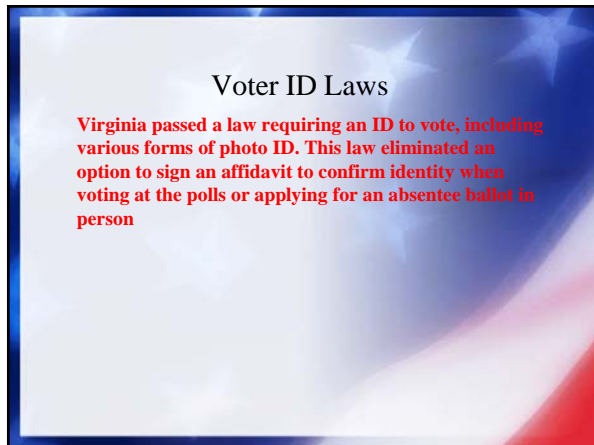 Voter ID Laws
Virginia passed a law requiring an ID to vote, including
various forms of photo ID. This law eliminated an
option to sign an affidavit to confirm identity when
voting at the polls or applying for an absentee ballot in
person